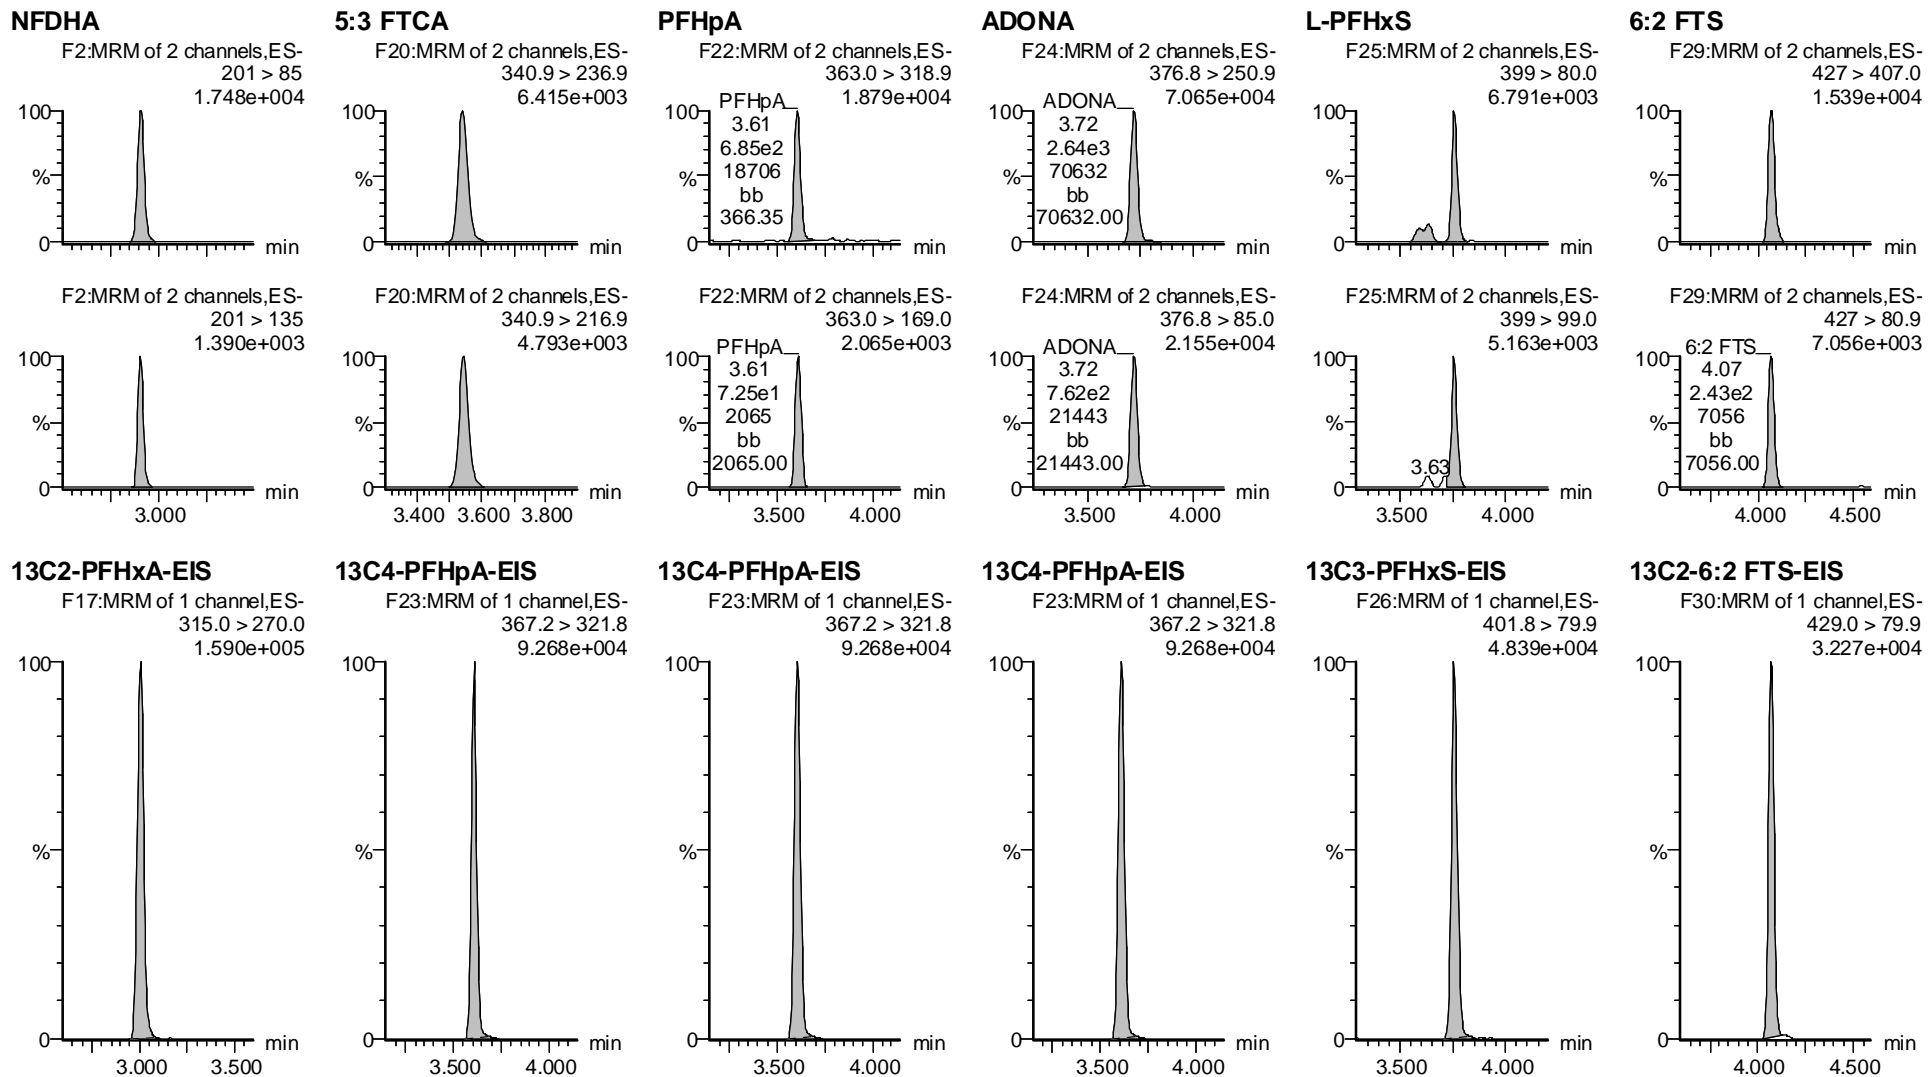 NFDHA
F2:MRM of 2 channels,ES-
201 > 85
1.748e+004
100
%
0
min
F2:MRM of 2 channels,ES-
201 > 135
1.390e+003
100
%
0
min
3.000
5:3 FTCA
F20:MRM of 2 channels,ES-
340.9 > 236.9
6.415e+003
100
%
0
min
F20:MRM of 2 channels,ES-
340.9 > 216.9
4.793e+003
100
%
0
min
3.400 3.600 3.800
PFHpA
F22:MRM of 2 channels,ES-
363.0 > 318.9
1.879e+004
100
%
0
min
PFHpA
3.61
6.85e2
18706
bb
366.35
F22:MRM of 2 channels,ES-
363.0 > 169.0
2.065e+003
100
%
0
min
PFHpA
3.61
7.25e1
2065
bb
2065.00
3.500 4.000
ADONA
F24:MRM of 2 channels,ES-
376.8 > 250.9
7.065e+004
100
%
0
min
ADONA
3.72
2.64e3
70632
bb
70632.00
F24:MRM of 2 channels,ES-
376.8 > 85.0
2.155e+004
100
%
0
min
ADONA
3.72
7.62e2
21443
bb
21443.00
3.500 4.000
L-PFHxS
F25:MRM of 2 channels,ES-
399 > 80.0
6.791e+003
100
%
0
min
F25:MRM of 2 channels,ES-
399 > 99.0
5.163e+003
100
%
0
min
3.63
3.500 4.000
6:2 FTS
F29:MRM of 2 channels,ES-
427 > 407.0
1.539e+004
100
%
0
min
F29:MRM of 2 channels,ES-
427 > 80.9
7.056e+003
100
%
0
min
6:2 FTS
4.07
2.43e2
7056
bb
7056.00
4.000 4.500
13C2-PFHxA-EIS
F17:MRM of 1 channel,ES-
315.0 > 270.0
1.590e+005
100
%
0
min
3.000 3.500
13C4-PFHpA-EIS
F23:MRM of 1 channel,ES-
367.2 > 321.8
9.268e+004
100
%
0
min
3.500 4.000
13C4-PFHpA-EIS
F23:MRM of 1 channel,ES-
367.2 > 321.8
9.268e+004
100
%
0
min
3.500 4.000
13C4-PFHpA-EIS
F23:MRM of 1 channel,ES-
367.2 > 321.8
9.268e+004
100
%
0
min
3.500 4.000
13C3-PFHxS-EIS
F26:MRM of 1 channel,ES-
401.8 > 79.9
4.839e+004
100
%
0
min
3.500 4.000
13C2-6:2 FTS-EIS
F30:MRM of 1 channel,ES-
429.0 > 79.9
3.227e+004
100
%
0
min
4.000 4.500